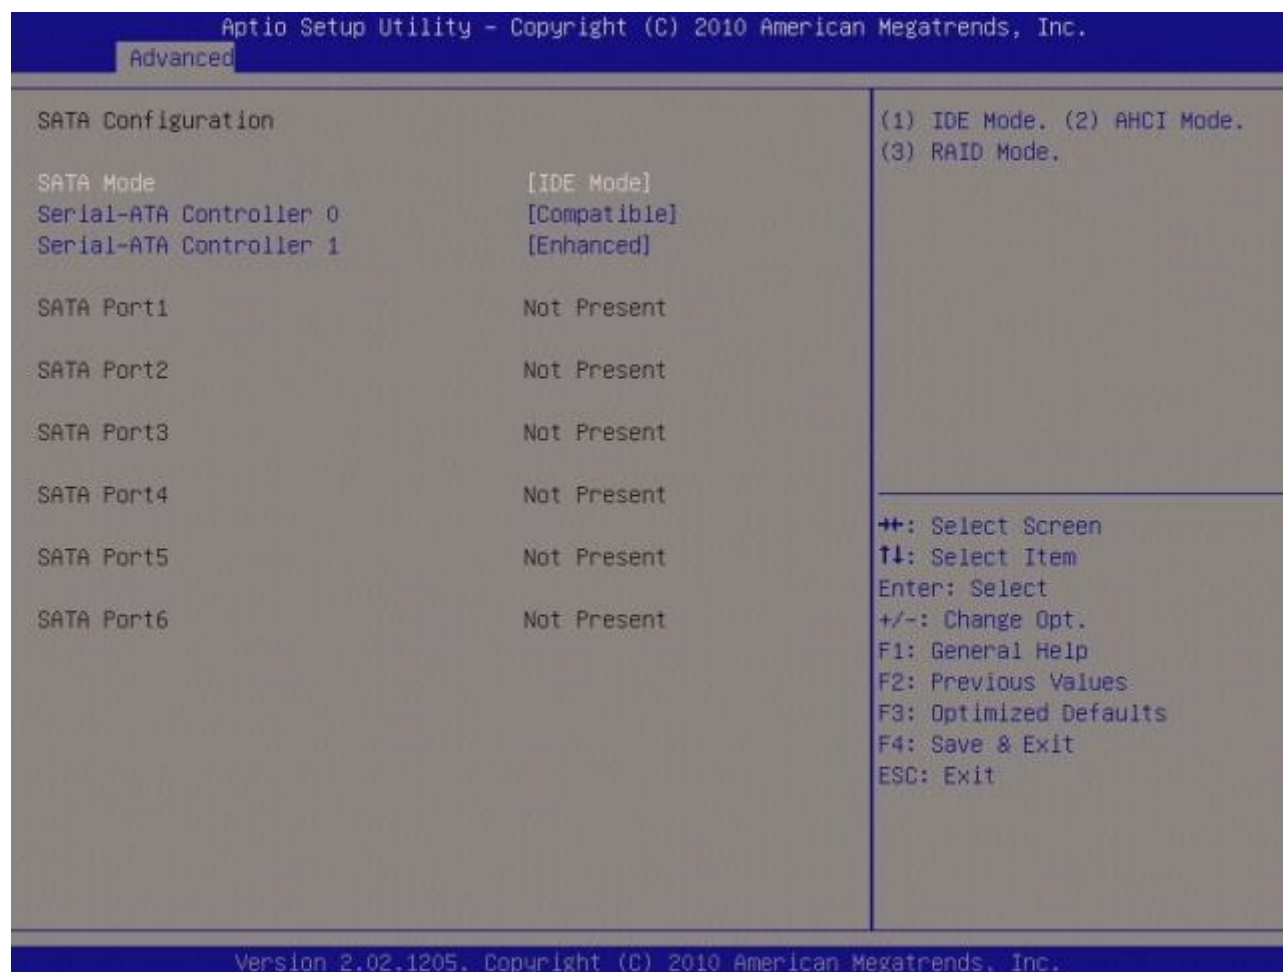 Aptio Setup Utility – Copyright (C) 2010 American Megatrends, Inc.
Advanced
SATA Configuration
SATA Mode [IDE Mode]
Serial-ATA Controller 0 [Compatible]
Serial-ATA Controller 1 [Enhanced]
SATA Port1 Not Present
SATA Port2 Not Present
SATA Port3 Not Present
SATA Port4 Not Present
SATA Port5 Not Present
SATA Port6 Not Present
(1) IDE Mode. (2) AHCI Mode.
(3) RAID Mode.
→←: Select Screen
↑↓: Select Item
Enter: Select
+/-: Change Opt.
F1: General Help
F2: Previous Values
F3: Optimized Defaults
F4: Save & Exit
ESC: Exit
Version 2.02.1205. Copyright (C) 2010 American Megatrends, Inc.